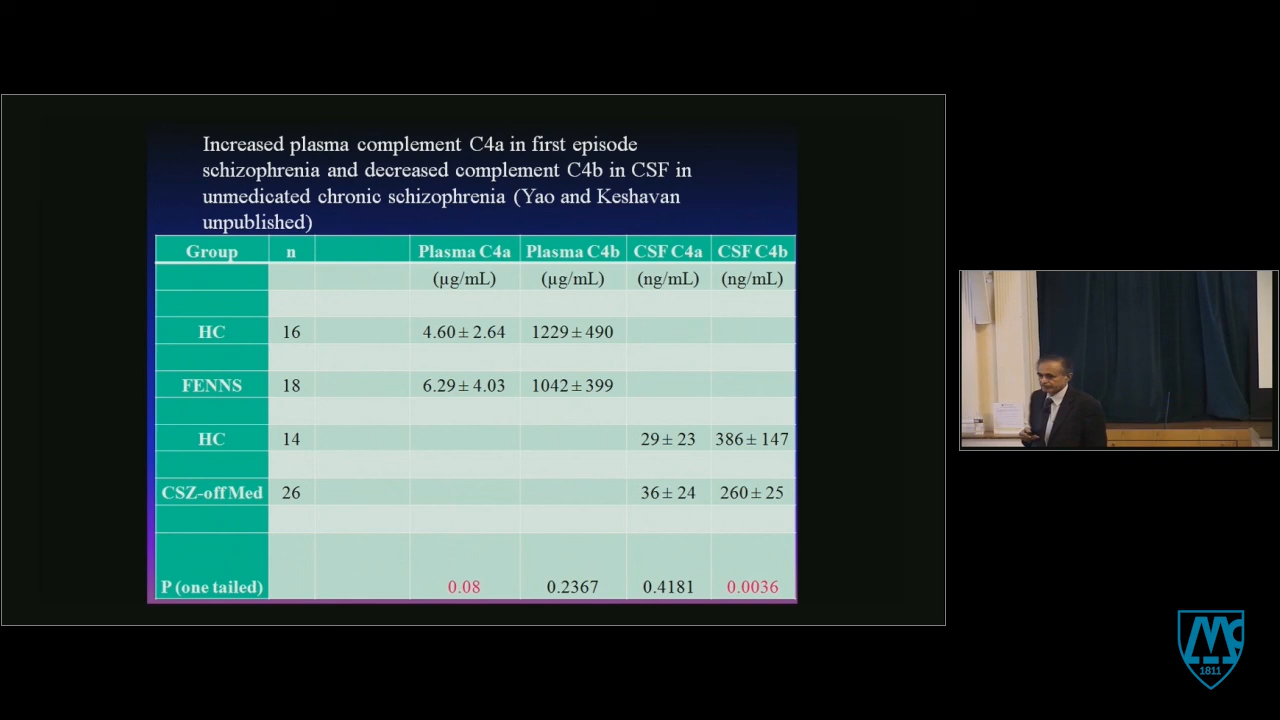 Increased plasma complement C4a in first episode
schizophrenia and decreased complement C4b in CSF in
unmedicated chronic schizophrenia (Yao and Keshavan
unpublished)
Group n Plasma C4a Plasma C4b CSF C4a CSF C4b
(µg/mL) (µg/mL) (ng/mL) (ng/mL)
HC 16 4.60 ± 2.64 1229 ± 490
FENNS 18 6.29 ± 4.03 1042 ± 399
HC 14 29 ± 23 386 ± 147
CSZ-off Med 26 36 ± 24 260 ± 25
P (one tailed) 0.08 0.2367 0.4181 0.0036
1811